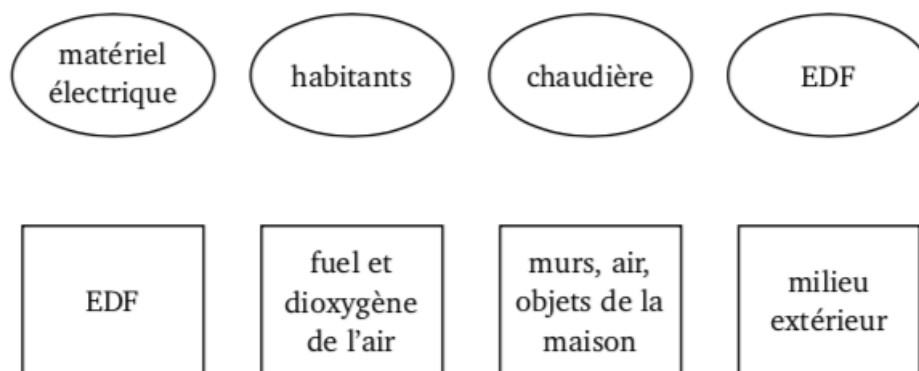 matériel
électrique
habitants
chaudière
EDF
EDF
fuel et
dioxygène
de l'air
murs, air,
objets de la
maison
milieu
extérieur